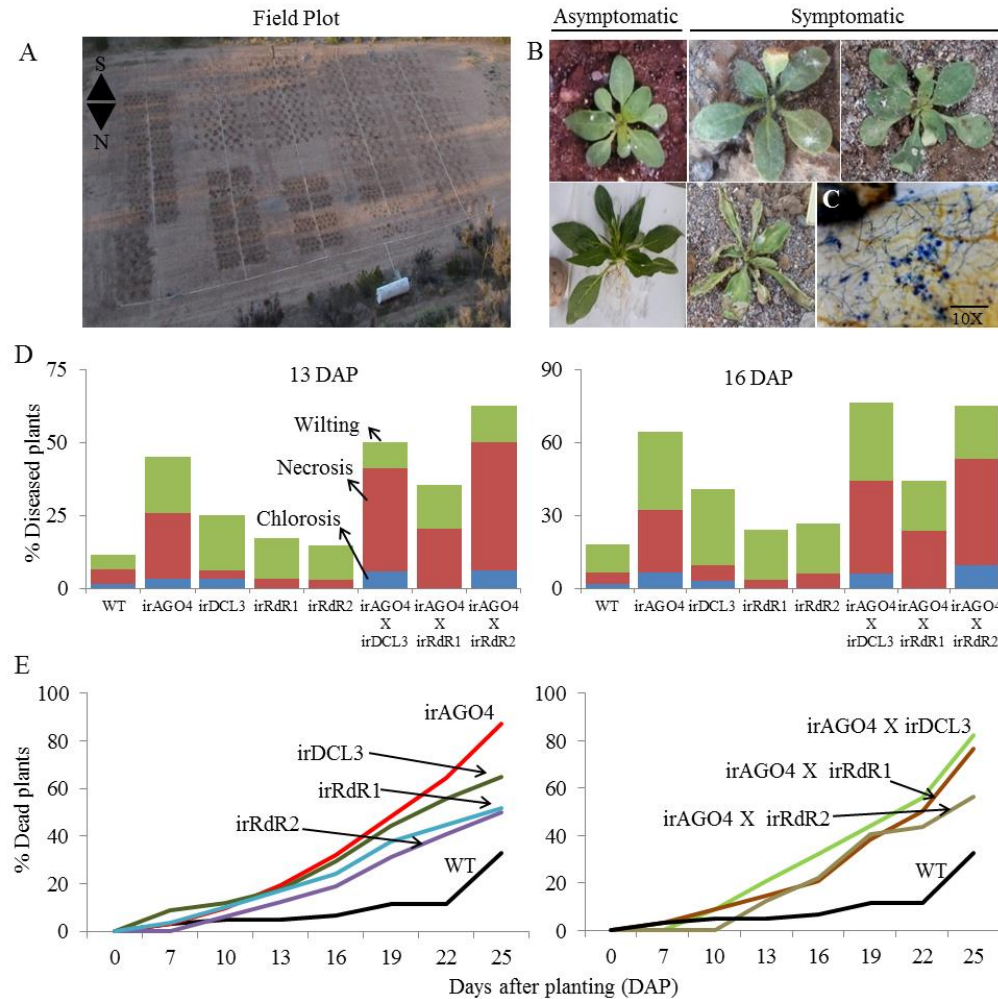 Field Plot
Asymptomatic
Symptomatic
A
S
N
B
C
10X
D
% Diseased plants
75
50
25
0
13 DAP
Wilting
Necrosis
Chlorosis
WT
irAGO4
irDCL3
irRdR1
irRdR2
irAGO4
X
irDCL3
irAGO4
X
irRdR1
irAGO4
X
irRdR2
90
60
30
0
16 DAP
WT
irAGO4
irDCL3
irRdR1
irRdR2
irAGO4
X
irDCL3
irAGO4
X
irRdR1
irAGO4
X
irRdR2
E
% Dead plants
100
80
60
40
20
0
irAGO4
irDCL3
irRdR1
irRdR2
WT
0 7 10 13 16 19 22 25
100
80
60
40
20
0
irAGO4 X irDCL3
irAGO4 X irRdR1
irAGO4 X irRdR2
WT
0 7 10 13 16 19 22 25
Days after planting (DAP)